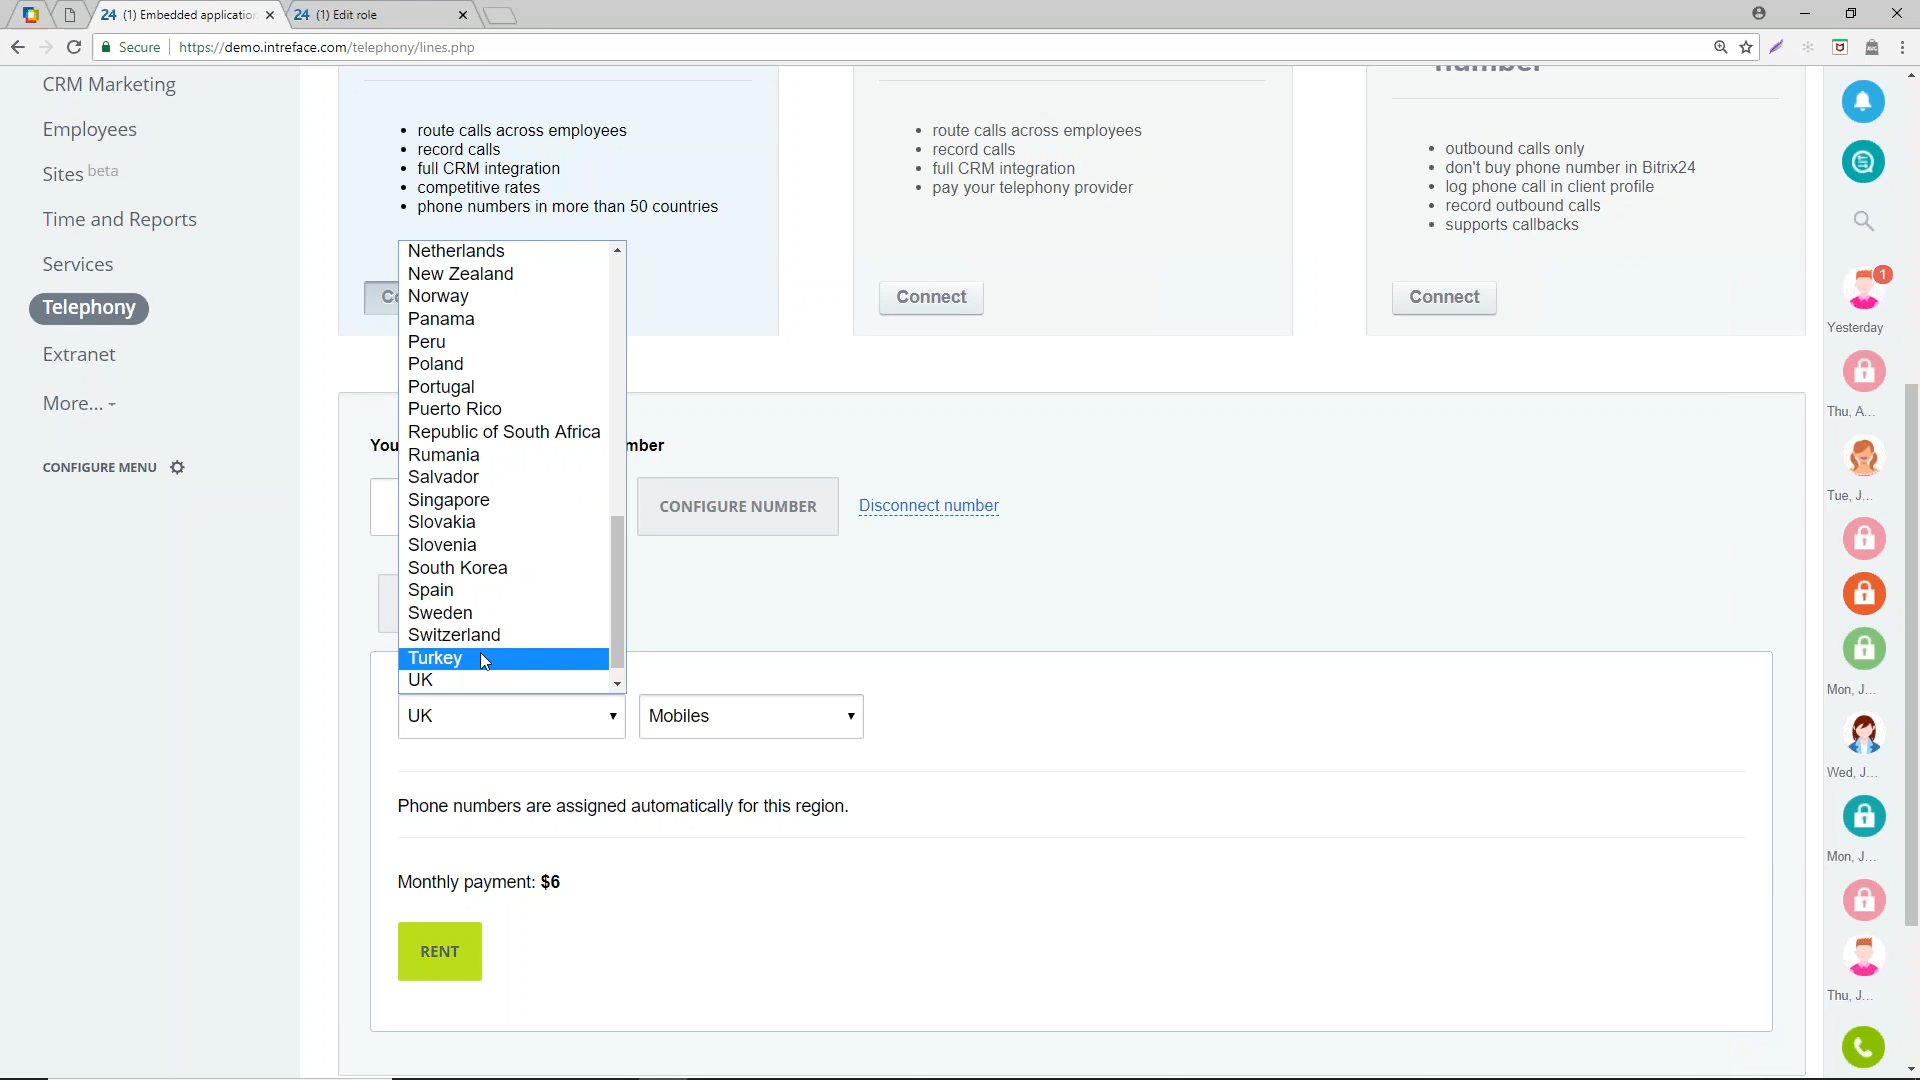 24 (1) Embedded application
24 (1) Edit role
Secure
https://demo.intreface.com/telephony/lines.php
CRM Marketing
Employees
Sites beta
Time and Reports
Services
Telephony
Extranet
More...
CONFIGURE MENU
route calls across employees
record calls
full CRM integration
competitive rates
phone numbers in more than 50 countries
route calls across employees
record calls
full CRM integration
pay your telephony provider
Connect
number
outbound calls only
don't buy phone number in Bitrix24
log phone call in client profile
record outbound calls
supports callbacks
Connect
Netherlands
New Zealand
Norway
Panama
Peru
Poland
Portugal
Puerto Rico
Republic of South Africa
Rumania
Salvador
Singapore
Slovakia
Slovenia
South Korea
Spain
Sweden
Switzerland
Turkey
UK
CONFIGURE NUMBER
Disconnect number
UK
Mobiles
Phone numbers are assigned automatically for this region.
Monthly payment: $6
RENT
1
Yesterday
Thu, A...
Tue, J...
Mon, J...
Wed, J...
Mon, J...
Thu, J...